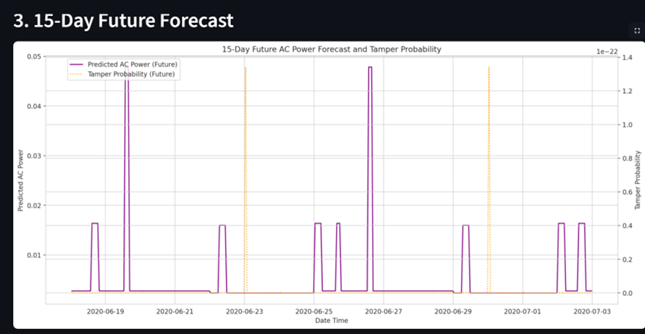 3. 15-Day Future Forecast
15-Day Future AC Power Forecast and Tamper Probability
1e−22
Predicted AC Power (Future)
Tamper Probability (Future)
Predicted AC Power
0.05
0.04
0.03
0.02
0.01
1.4
1.2
1.0
0.8
0.6
0.4
0.2
0.0
Tamper Probability
2020-06-19 2020-06-21 2020-06-23 2020-06-25 2020-06-27 2020-06-29 2020-07-01 2020-07-03
Date Time